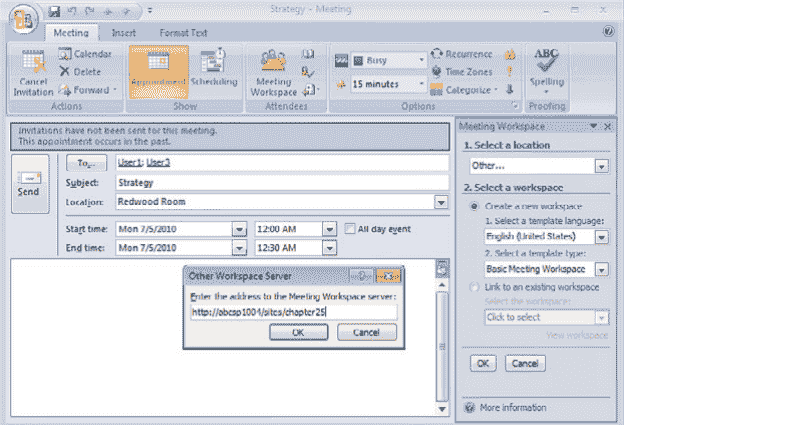 Strategy - Meeting
Meeting Insert Format Text
Cancel Invitation
Calendar
Delete
Forward
Actions
Appointment
Scheduling
Show
Meeting Workspace
Attendees
Busy
15 minutes
Recurrence
Time Zones
Categorize
Options
ABC
Spelling
Proofing
Invitations have not been sent for this meeting.
This appointment occurs in the past.
Send
To...
User1; User3
Subject: Strategy
Location: Redwood Room
Start time: Mon 7/5/2010 12:00 AM All day event
End time: Mon 7/5/2010 12:30 AM
Other Workspace Server
Enter the address to the Meeting Workspace server:
http://abcsp1004/sites/chapter25
OK Cancel
Meeting Workspace
1. Select a location
Other...
2. Select a workspace
Create a new workspace
1. Select a template language:
English (United States)
2. Select a template type:
Basic Meeting Workspace
Link to an existing workspace
Select the workspace:
Click to select
View workspace
OK Cancel
More information